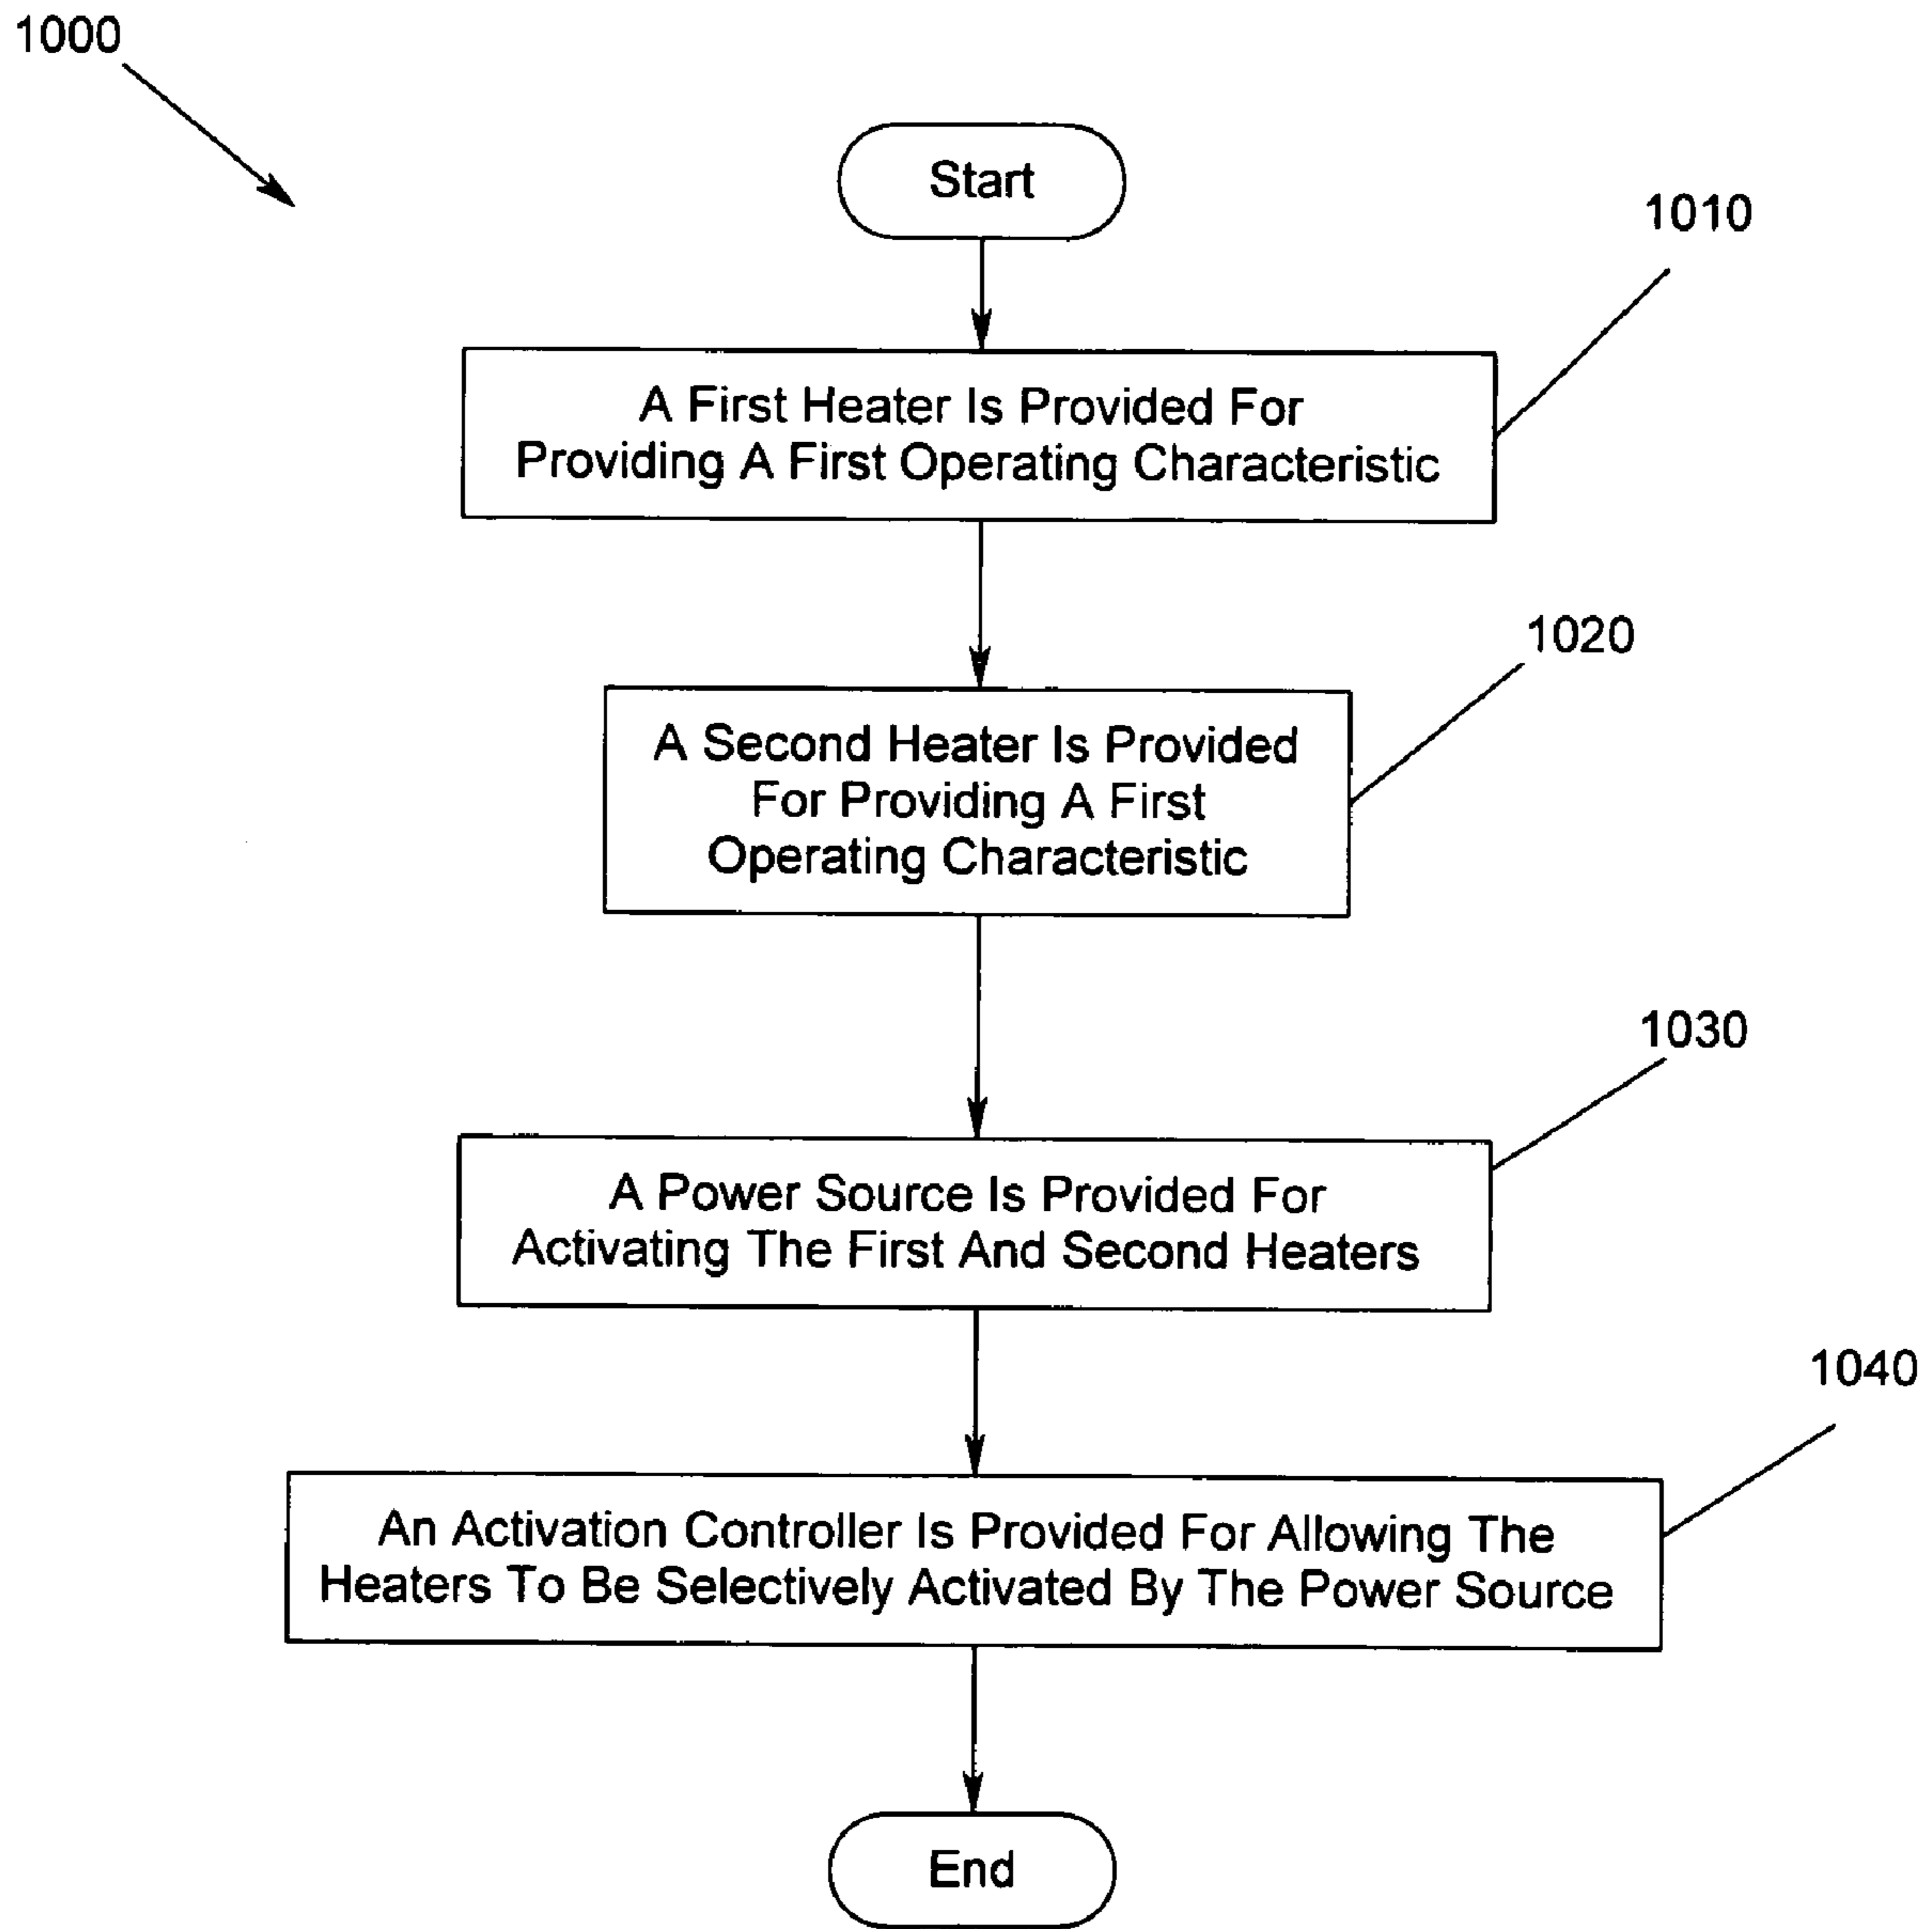 1000
Start
1010
A First Heater Is Provided For
Providing A First Operating Characteristic
1020
A Second Heater Is Provided
For Providing A First
Operating Characteristic
1030
A Power Source Is Provided For
Activating The First And Second Heaters
1040
An Activation Controller Is Provided For Allowing The
Heaters To Be Selectively Activated By The Power Source
End